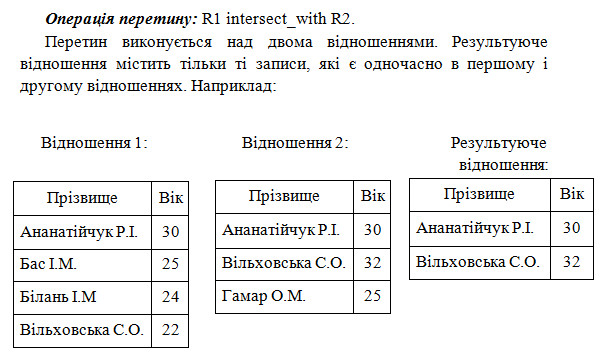 Операція перетину: R1 intersect_with R2.
Перетин виконується над двома відношеннями. Результуюче
відношення містить тільки ті записи, які є одночасно в першому і
другому відношеннях. Наприклад:
Відношення 1:
Прізвище Вік
Ананатійчук Р.І. 30
Бас І.М. 25
Білань І.М 24
Вільховська С.О. 22
Відношення 2:
Прізвище Вік
Ананатійчук Р.І. 30
Вільховська С.О. 32
Гамар О.М. 25
Результуюче
відношення:
Прізвище Вік
Ананатійчук Р.І. 30
Вільховська С.О. 32